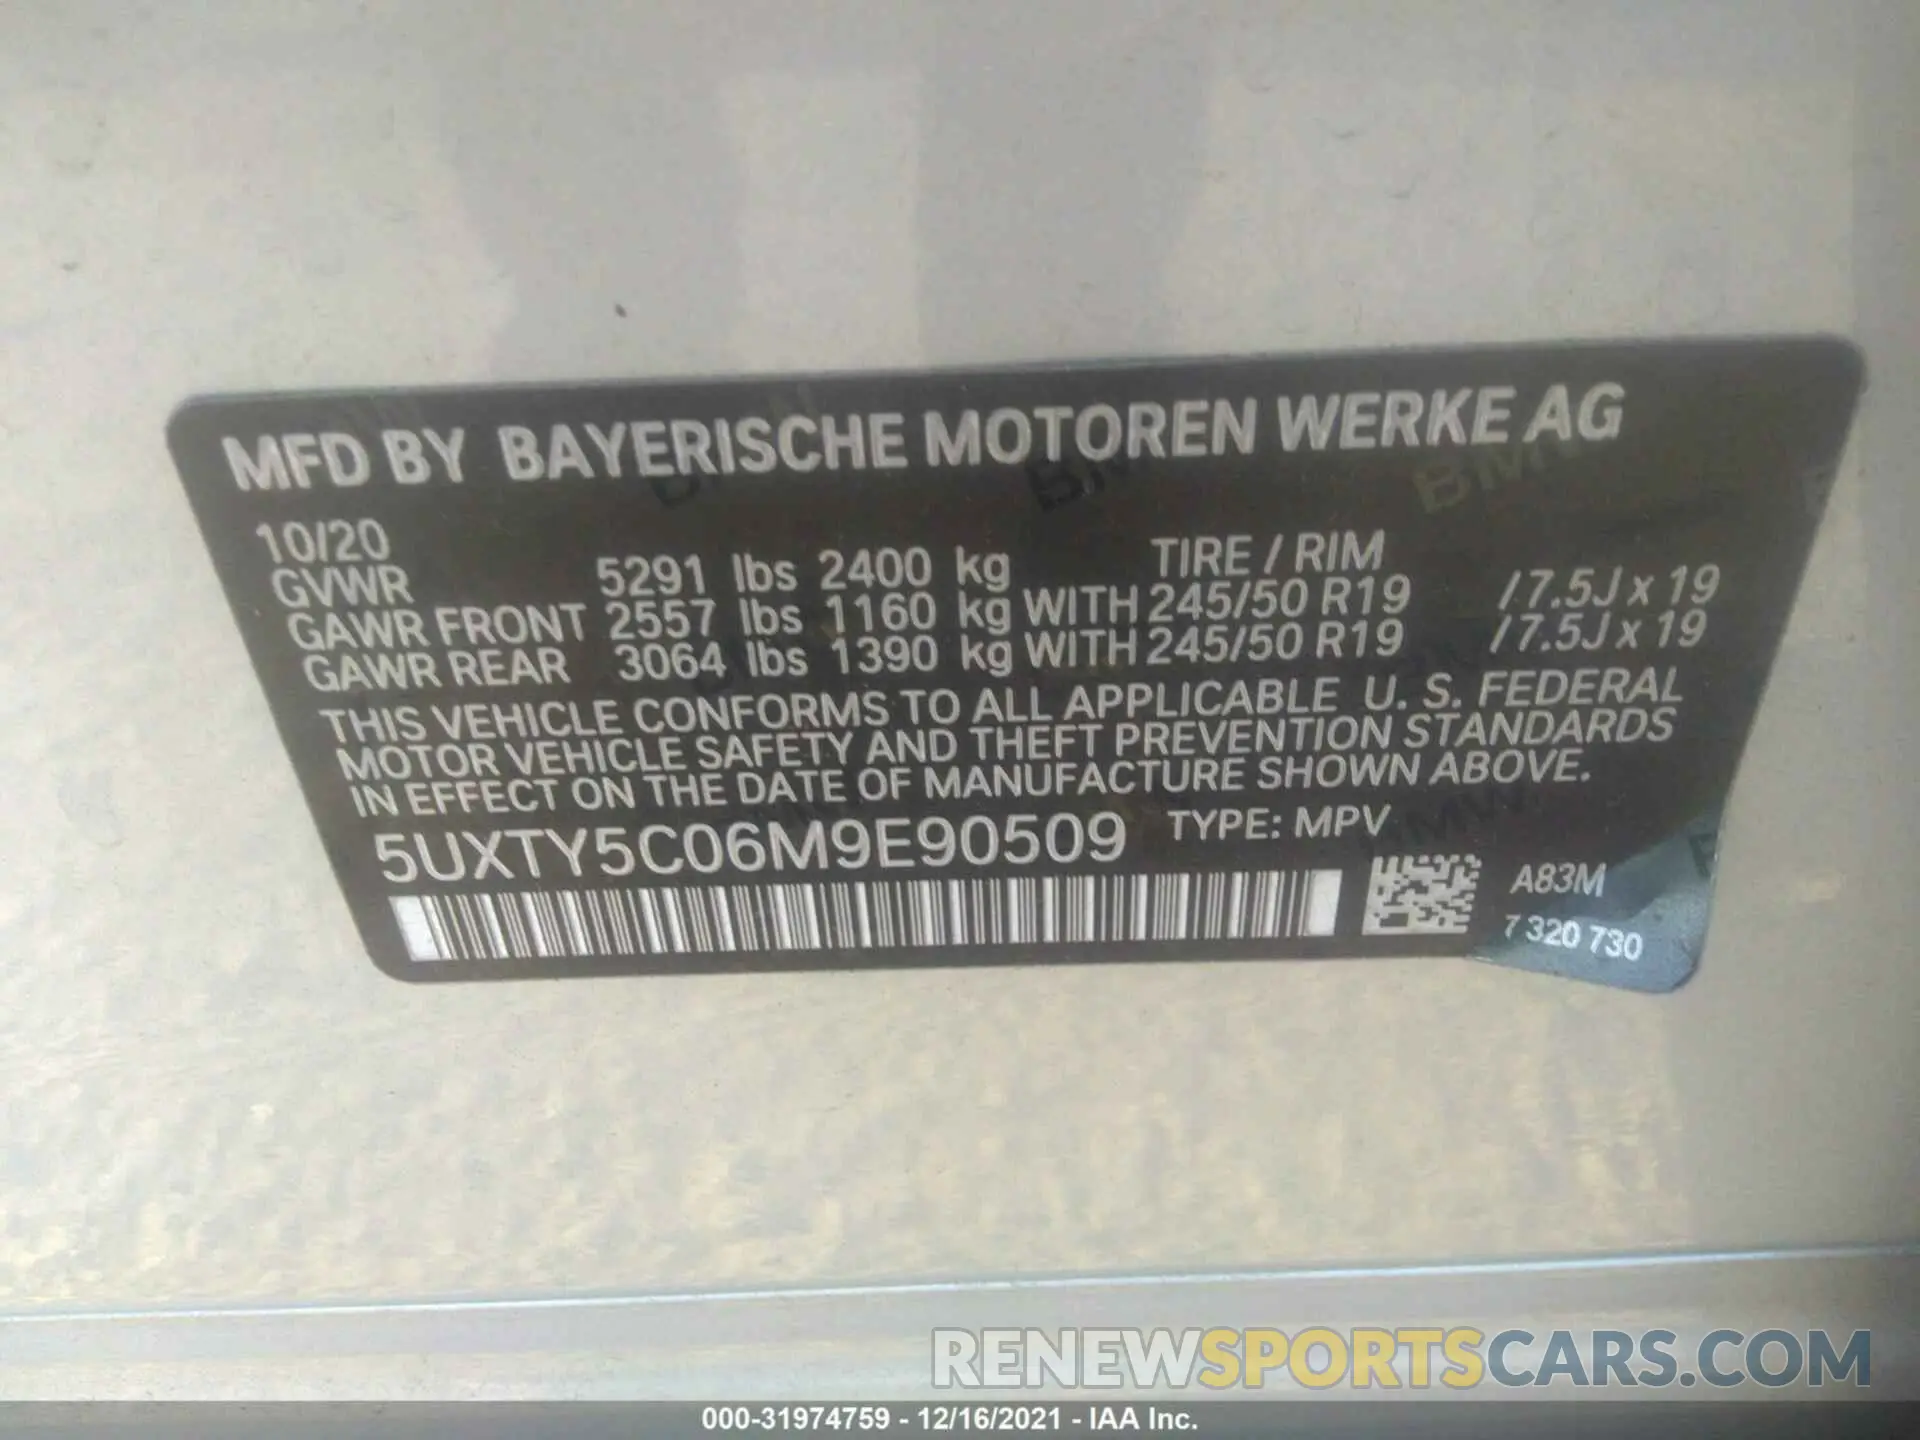 MFD BY BAYERISCHE MOTOREN WERKE AG
10/20 TIRE / RIM
GVWR 5291 lbs 2400 kg
GAWR FRONT 2557 lbs 1160 kg WITH 245/50 R19 /7.5J x 19
GAWR REAR 3064 lbs 1390 kg WITH 245/50 R19 /7.5J x 19
THIS VEHICLE CONFORMS TO ALL APPLICABLE U. S. FEDERAL
MOTOR VEHICLE SAFETY AND THEFT PREVENTION STANDARDS
IN EFFECT ON THE DATE OF MANUFACTURE SHOWN ABOVE.
5UXTY5C06M9E90509 TYPE: MPV
A83M
7 320 730
RENEWSPORTSCARS.COM
000-31974759 - 12/16/2021 - IAA Inc.